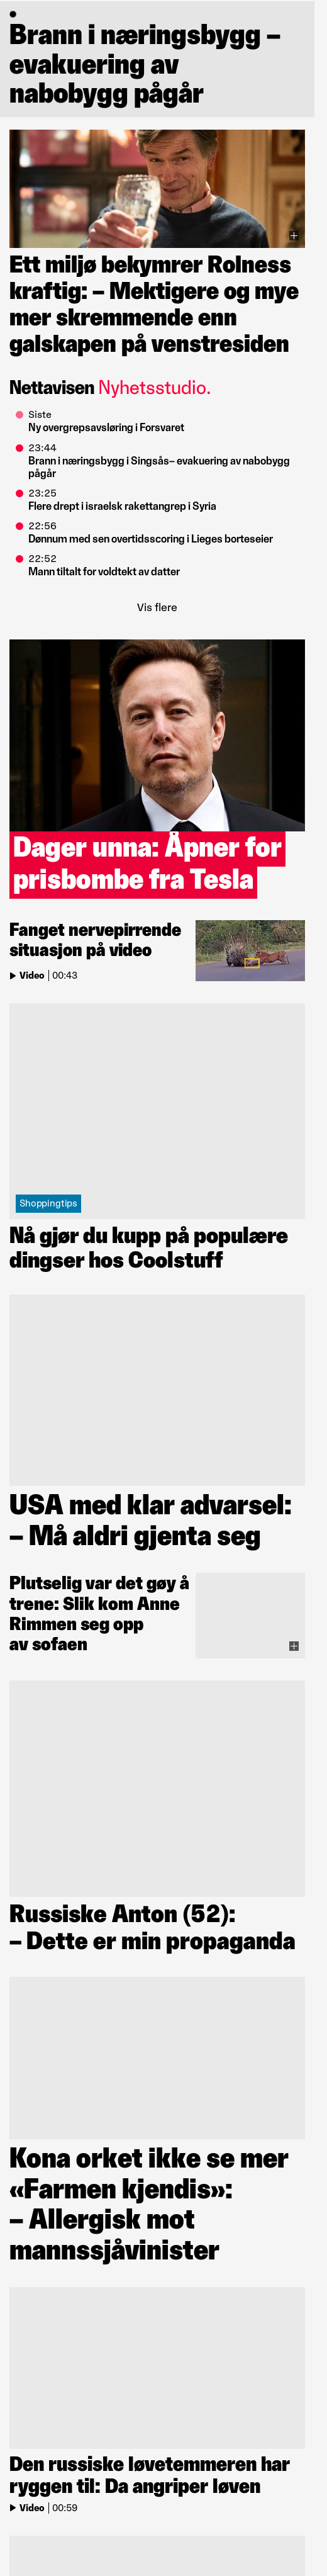 Brann i næringsbygg –
evakuering av
nabobygg pågår
Ett miljø bekymrer Rolness
kraftig: – Mektigere og mye
mer skremmende enn
galskapen på venstresiden
Nettavisen Nyhetsstudio.
Siste
Ny overgrepsavsløring i Forsvaret
23:44
Brann i næringsbygg i Singsås– evakuering av nabobygg
pågår
23:25
Flere drept i israelsk rakettangrep i Syria
22:56
Dønnum med sen overtidsscoring i Lieges borteseier
22:52
Mann tiltalt for voldtekt av datter
Vis flere
Dager unna: Åpner for
prisbombe fra Tesla
Fanget nervepirrende
situasjon på video
Video | 00:43
Shoppingtips
Nå gjør du kupp på populære
dingser hos Coolstuff
USA med klar advarsel:
– Må aldri gjenta seg
Plutselig var det gøy å
trene: Slik kom Anne
Rimmen seg opp
av sofaen
Russiske Anton (52):
– Dette er min propaganda
Kona orket ikke se mer
«Farmen kjendis»:
– Allergisk mot
mannssjåvinister
Den russiske løvetemmeren har
ryggen til: Da angriper løven
Video | 00:59